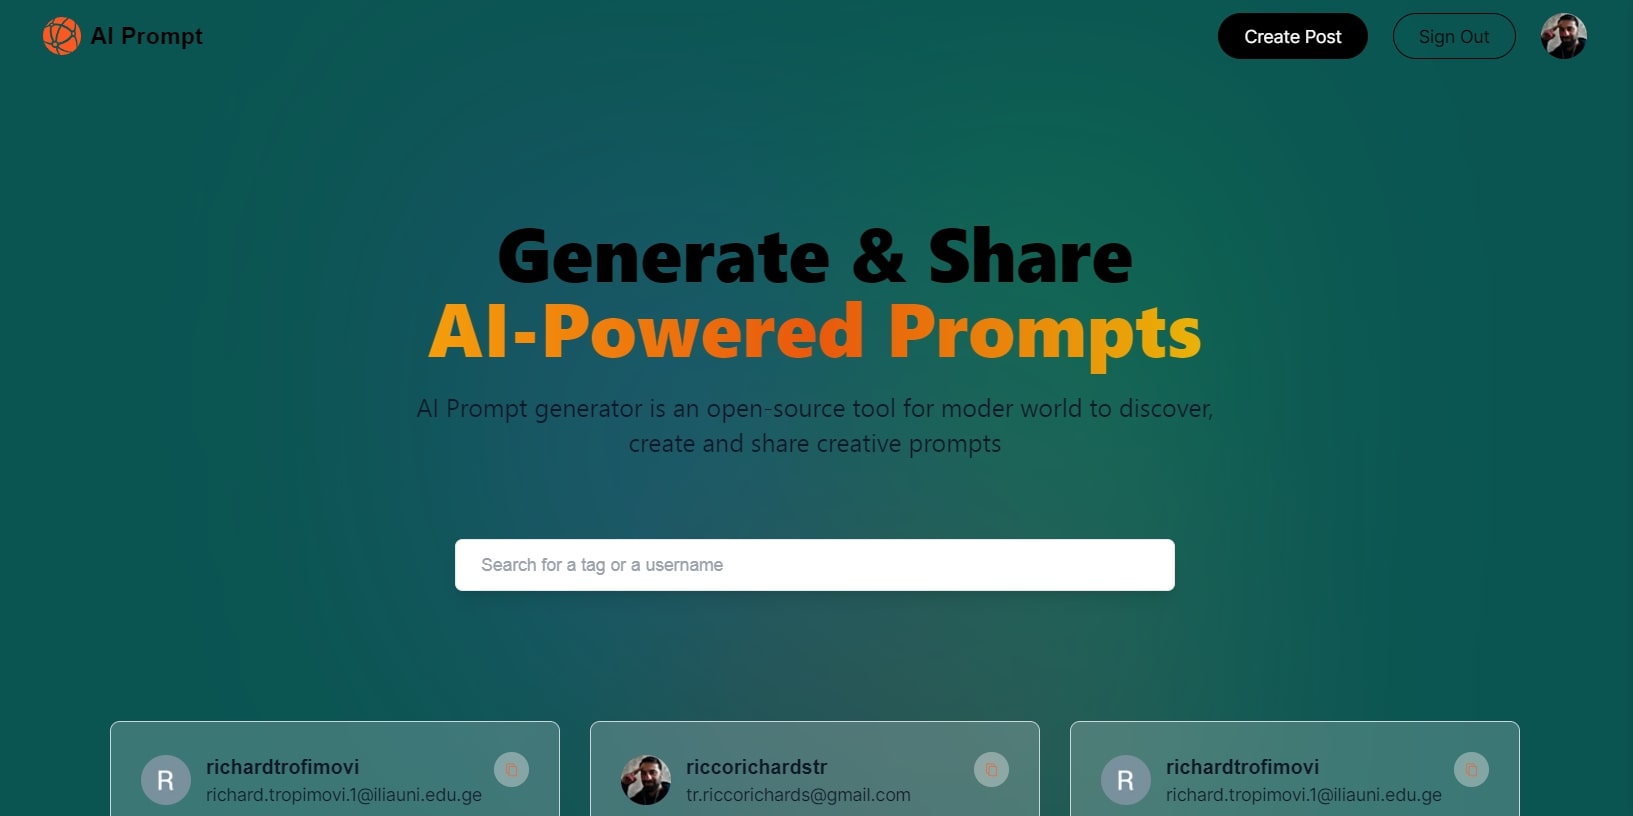 AI Prompt
Create Post
Sign Out
Generate & Share
AI-Powered Prompts
AI Prompt generator is an open-source tool for moder world to discover,
create and share creative prompts
Search for a tag or a username
R
richardtrofimovi
richard.tropimovi.1@iliauni.edu.ge
riccorichardstr
tr.riccorichards@gmail.com
R
richardtrofimovi
richard.tropimovi.1@iliauni.edu.ge